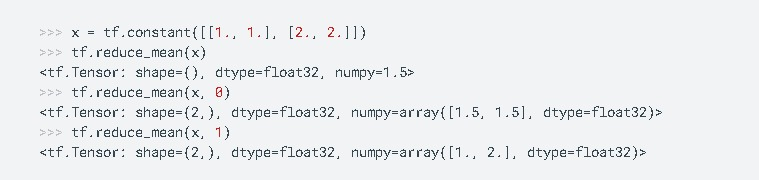 >>> x = tf.constant([[1., 1.], [2., 2.]])
>>> tf.reduce_mean(x)
<tf.Tensor: shape=(), dtype=float32, numpy=1.5>
>>> tf.reduce_mean(x, 0)
<tf.Tensor: shape=(2,), dtype=float32, numpy=array([1.5, 1.5], dtype=float32)>
>>> tf.reduce_mean(x, 1)
<tf.Tensor: shape=(2,), dtype=float32, numpy=array([1., 2.], dtype=float32)>